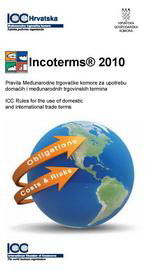 ICC Hrvatska
HRVATSKA
GOSPODARSKA
KOMORA
Incoterms® 2010
Pravila Međunarodne trgovačke komore za upotrebu
domaćih i međunarodnih trgovinskih termina
ICC Rules for the use of domestic
and international trade terms
Obligations
Costs & Risks
ICC
International Chamber of Commerce
The world business organization